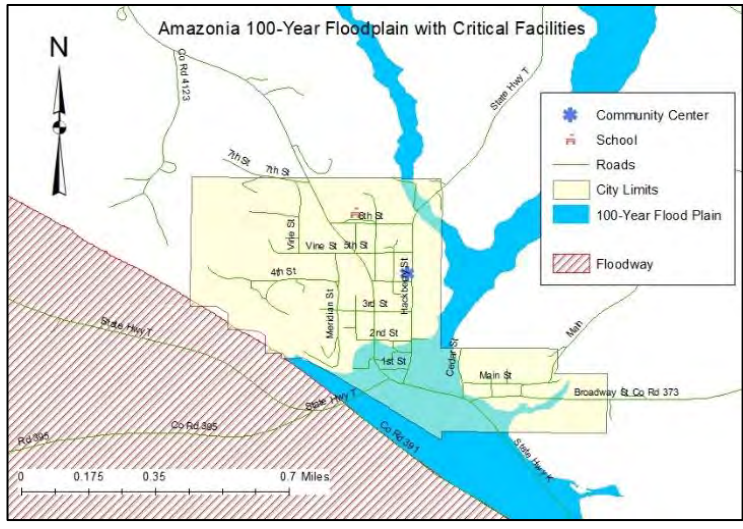 Amazonia 100-Year Floodplain with Critical Facilities
N
Co Rd 4123
State Hwy T
Community Center
School
Roads
City Limits
100-Year Flood Plain
Floodway
7th St
7th St
6th St
Vine St
Vine St
5th St
4th St
Hackberry St
Meridian St
3rd St
2nd St
1st St
Cedar St
Main
Main St
Broadway St
Co Rd 373
State Hwy T
State Hwy T
Co Rd 395
Rd 395
Co Rd 391
State Hwy K
0 0.175 0.35 0.7 Miles